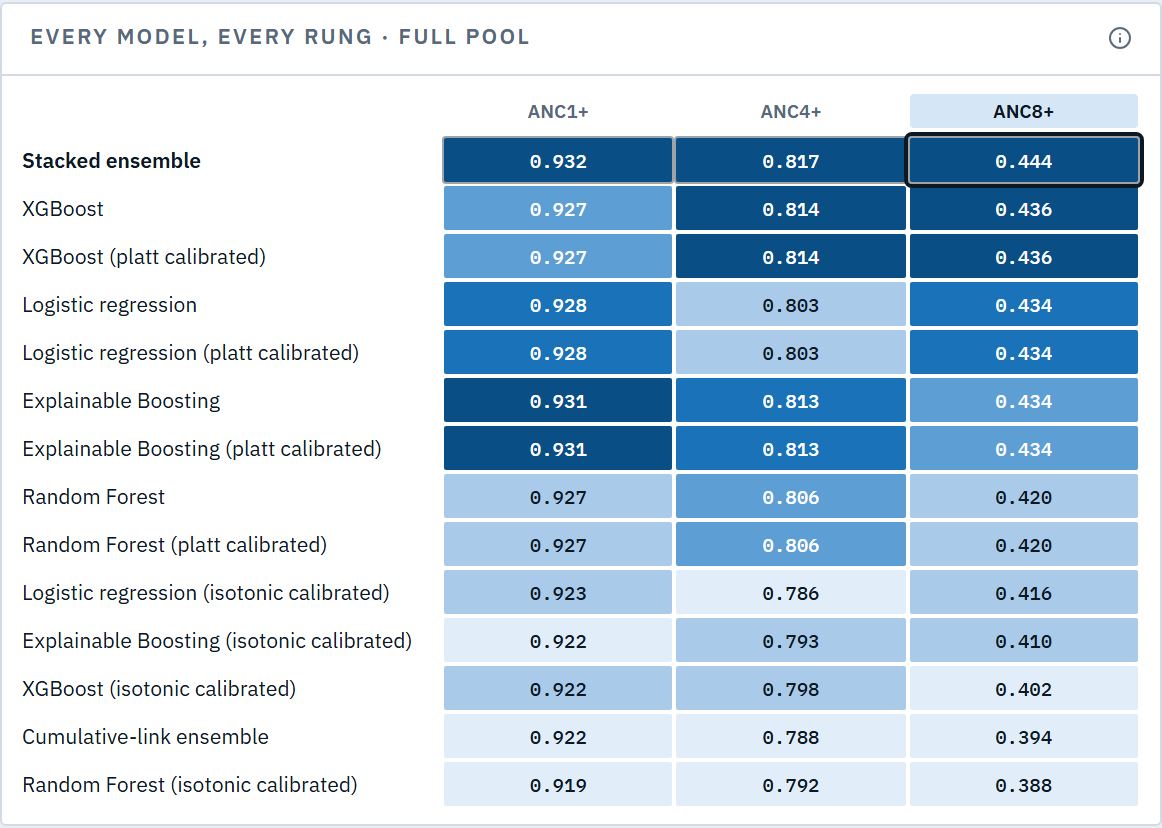 EVERY MODEL, EVERY RUNG · FULL POOL
ANC1+ ANC4+ ANC8+
Stacked ensemble 0.932 0.817 0.444
XGBoost 0.927 0.814 0.436
XGBoost (platt calibrated) 0.927 0.814 0.436
Logistic regression 0.928 0.803 0.434
Logistic regression (platt calibrated) 0.928 0.803 0.434
Explainable Boosting 0.931 0.813 0.434
Explainable Boosting (platt calibrated) 0.931 0.813 0.434
Random Forest 0.927 0.806 0.420
Random Forest (platt calibrated) 0.927 0.806 0.420
Logistic regression (isotonic calibrated) 0.923 0.786 0.416
Explainable Boosting (isotonic calibrated) 0.922 0.793 0.410
XGBoost (isotonic calibrated) 0.922 0.798 0.402
Cumulative-link ensemble 0.922 0.788 0.394
Random Forest (isotonic calibrated) 0.919 0.792 0.388